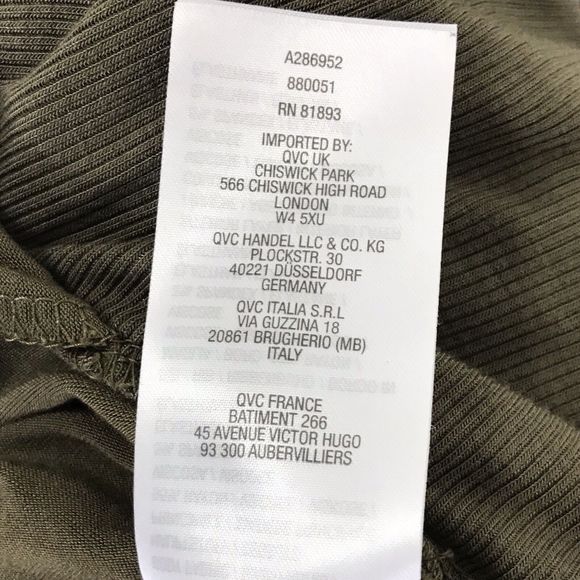 A286952
880051
RN 81893
IMPORTED BY:
QVC UK
CHISWICK PARK
566 CHISWICK HIGH ROAD
LONDON
W4 5XU
QVC HANDEL LLC & CO. KG
PLOCKSTR. 30
40221 DÜSSELDORF
GERMANY
QVC ITALIA S.R.L
VIA GUZZINA 18
20861 BRUGHERIO (MB)
ITALY
QVC FRANCE
BATIMENT 266
45 AVENUE VICTOR HUGO
93 300 AUBERVILLIERS